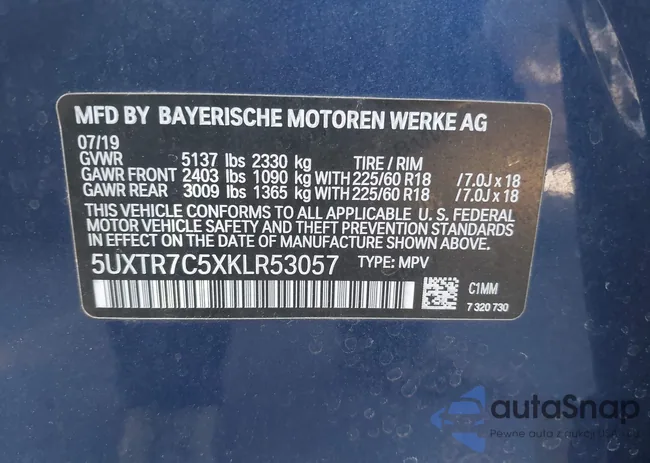 MFD BY BAYERISCHE MOTOREN WERKE AG
07/19
GVWR 5137 lbs 2330 kg TIRE / RIM
GAWR FRONT 2403 lbs 1090 kg WITH 225/60 R18 /7.0J x 18
GAWR REAR 3009 lbs 1365 kg WITH 225/60 R18 /7.0J x 18
THIS VEHICLE CONFORMS TO ALL APPLICABLE U. S. FEDERAL
MOTOR VEHICLE SAFETY AND THEFT PREVENTION STANDARDS
IN EFFECT ON THE DATE OF MANUFACTURE SHOWN ABOVE.
5UXTR7C5XKLR53057 TYPE: MPV
C1MM
7 320 730
autoSnap
Pewne auta z aukcji